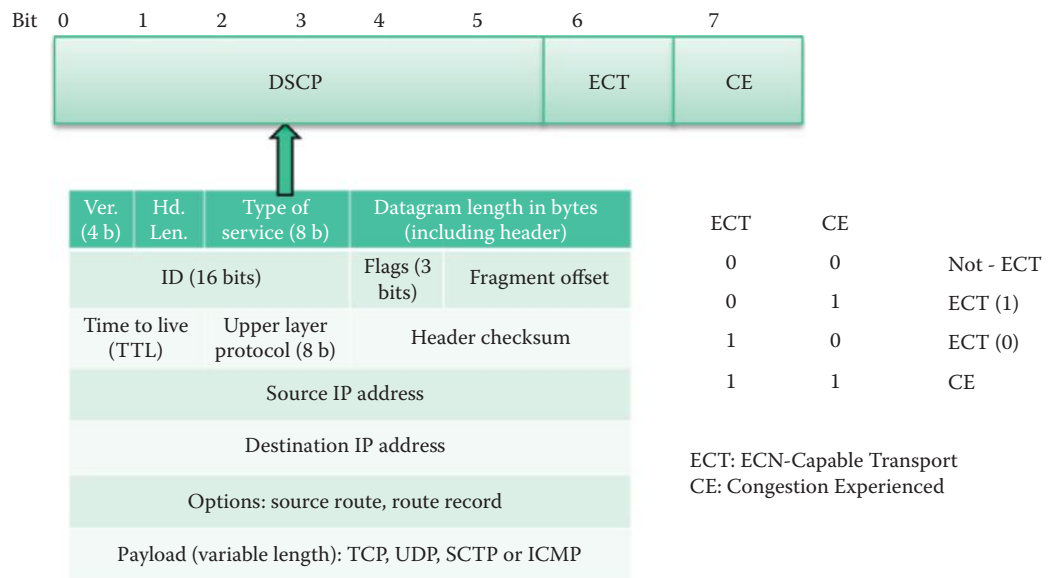 Bit 0 1 2 3 4 5 6 7
DSCP ECT CE
Ver.
(4 b)
Hd.
Len.
Type of
service (8 b)
Datagram length in bytes
(including header)
ID (16 bits)
Flags (3
bits)
Fragment offset
Time to live
(TTL)
Upper layer
protocol (8 b)
Header checksum
Source IP address
Destination IP address
Options: source route, route record
Payload (variable length): TCP, UDP, SCTP or ICMP
ECT CE
0 0 Not - ECT
0 1 ECT (1)
1 0 ECT (0)
1 1 CE
ECT: ECN-Capable Transport
CE: Congestion Experienced